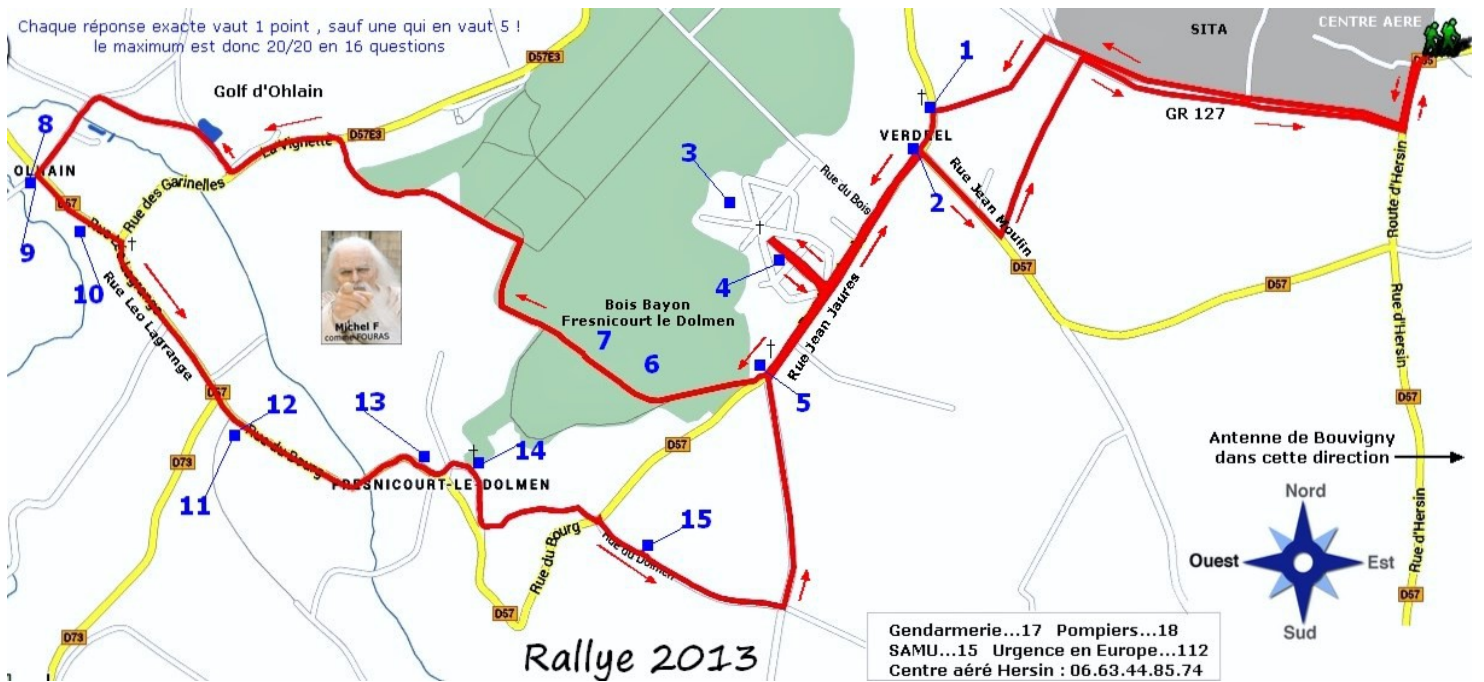 Chaque réponse exacte vaut 1 point , sauf une qui en vaut 5 !
le maximum est donc 20/20 en 16 questions
D57E3
D57E3
Golf d'Ohlain
La Vignette
Rue des Garinelles
8
OLHAIN
9
D57
10
Rue Leo Lagrange
Michel F
comme FOURAS
SITA
CENTRE AERE
1
GR 127
VERDREL
2
3
Rue du Bois
Rue Jean Moulin
Route d'Hersin
4
D57
D57
Rue d'Hersin
Bois Bayon
Fresnicourt le Dolmen
7
6
Rue Jean Jaures
5
D57
12
13
Rue du Bourg
14
D57
D57
D73
11
FRESNICOURT-LE-DOLMEN
15
Rue du Bourg
Rue du Dolmen
D57
D73
Antenne de Bouvigny
dans cette direction
Nord
Ouest
Est
Sud
Rue d'Hersin
D57
Rallye 2013
Gendarmerie...17 Pompiers...18
SAMU...15 Urgence en Europe...112
Centre aéré Hersin : 06.63.44.85.74